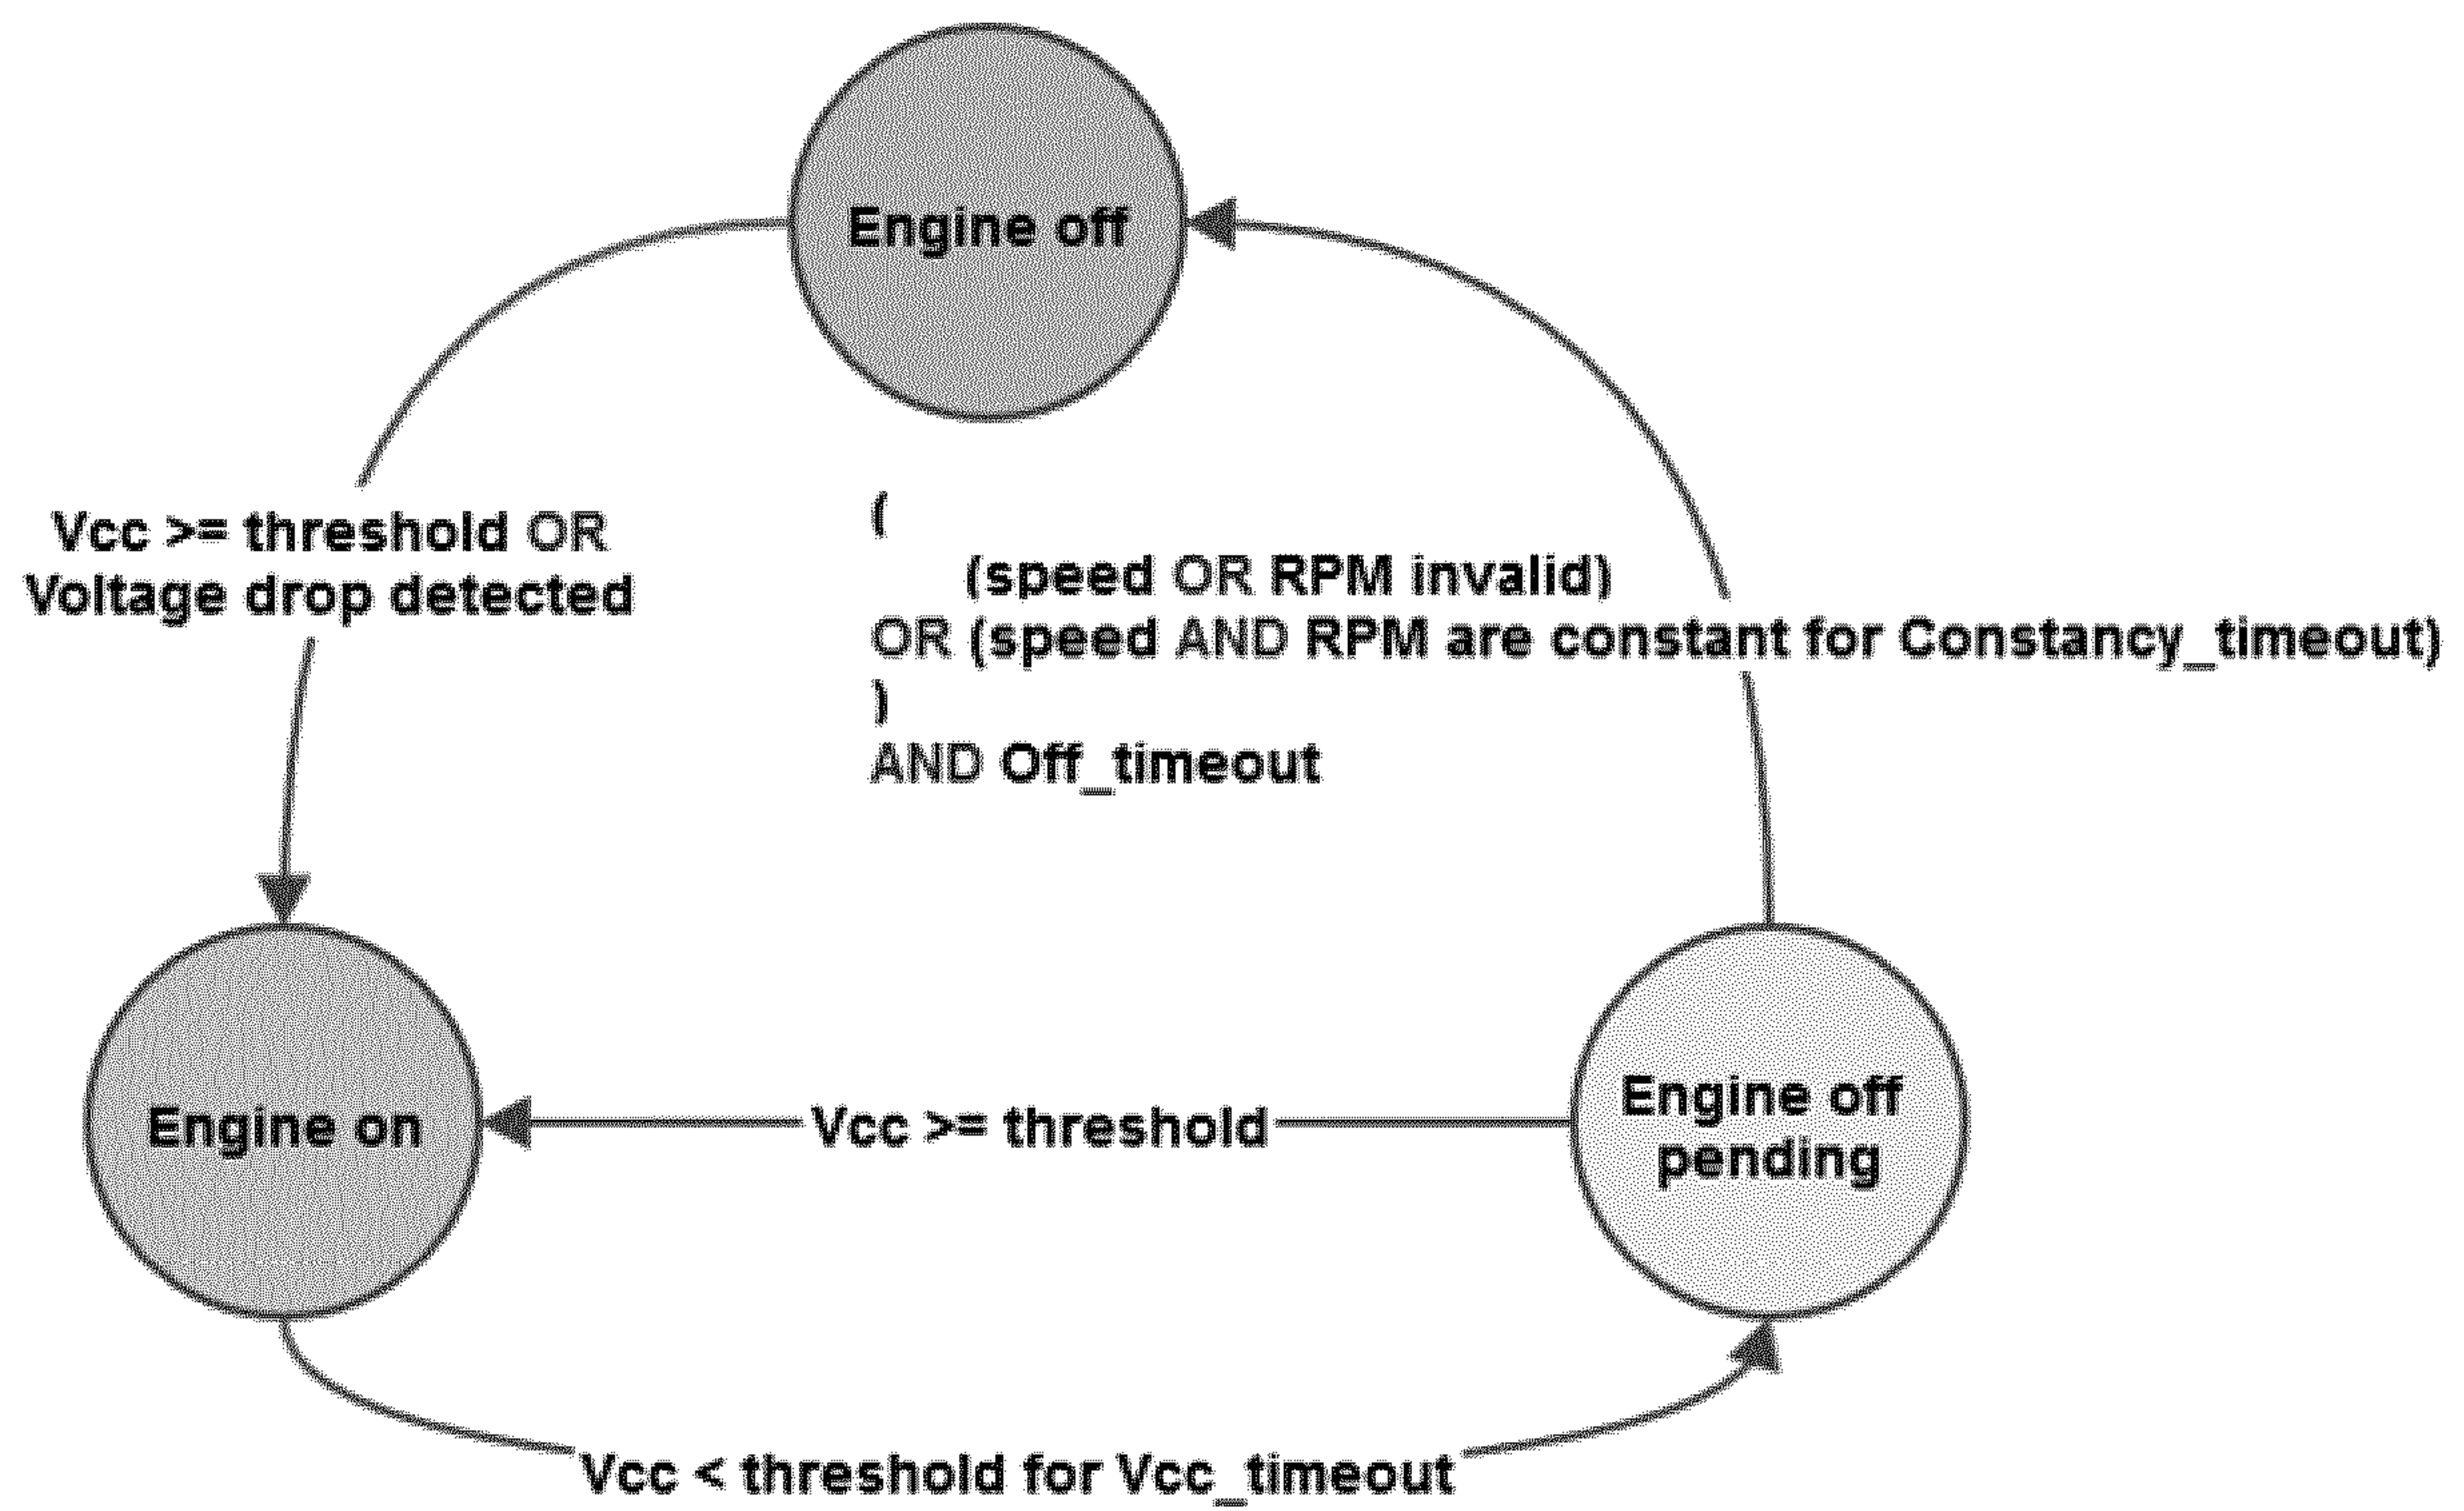 Engine off
Vcc >= threshold OR
Voltage drop detected
(
(speed OR RPM invalid)
OR (speed AND RPM are constant for Constancy_timeout)
)
AND Off_timeout
Engine on
Vcc >= threshold
Engine off
pending
Vcc < threshold for Vcc_timeout